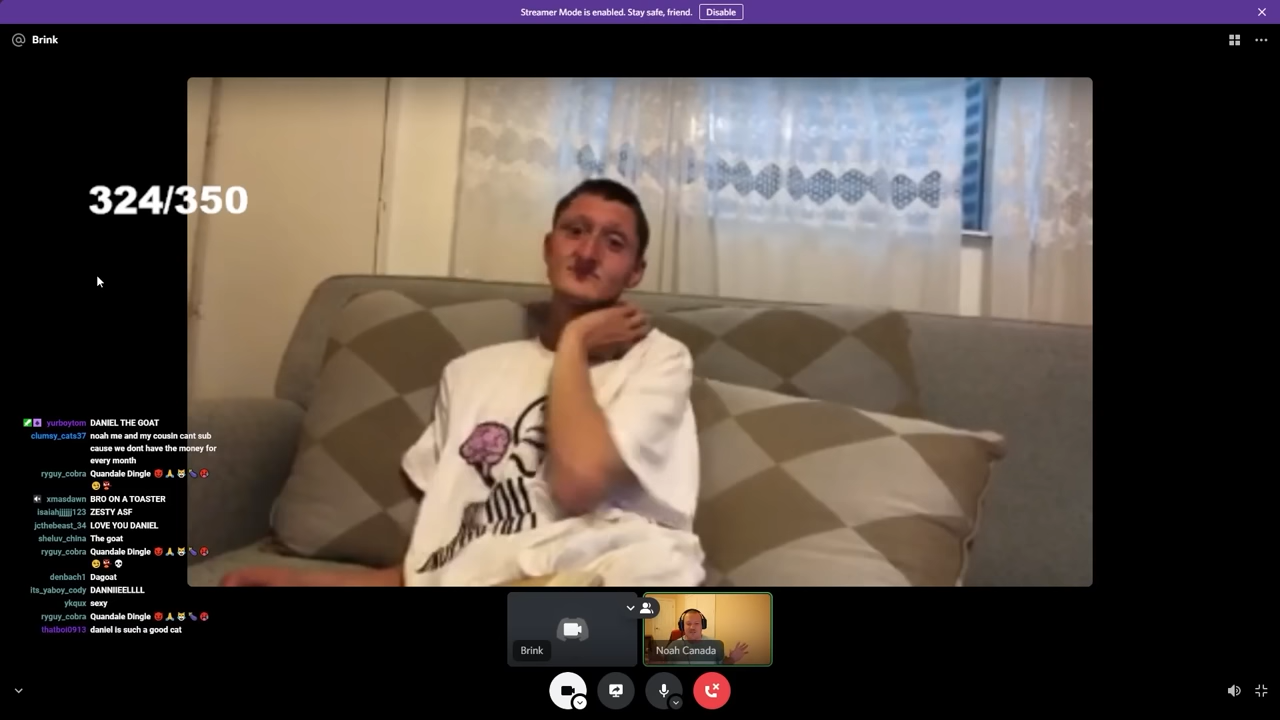 Streamer Mode is enabled. Stay safe, friend. Disable
Brink
324/350
yurboytom DANIEL THE GOAT
clumsy_cats37 noah me and my cousin cant sub
cause we dont have the money for
every month
ryguy_cobra Quandale Dingle
xmasdawn BRO ON A TOASTER
ZESTY ASF
jcthebeast_34 LOVE YOU DANIEL
sheluv_china The goat
ryguy_cobra Quandale Dingle
denbach1 Dagoat
its_yaboy_cody DANNIIEELLLL
ykqux sexy
ryguy_cobra Quandale Dingle
thatboi0913 daniel is such a good cat
Brink
Noah Canada